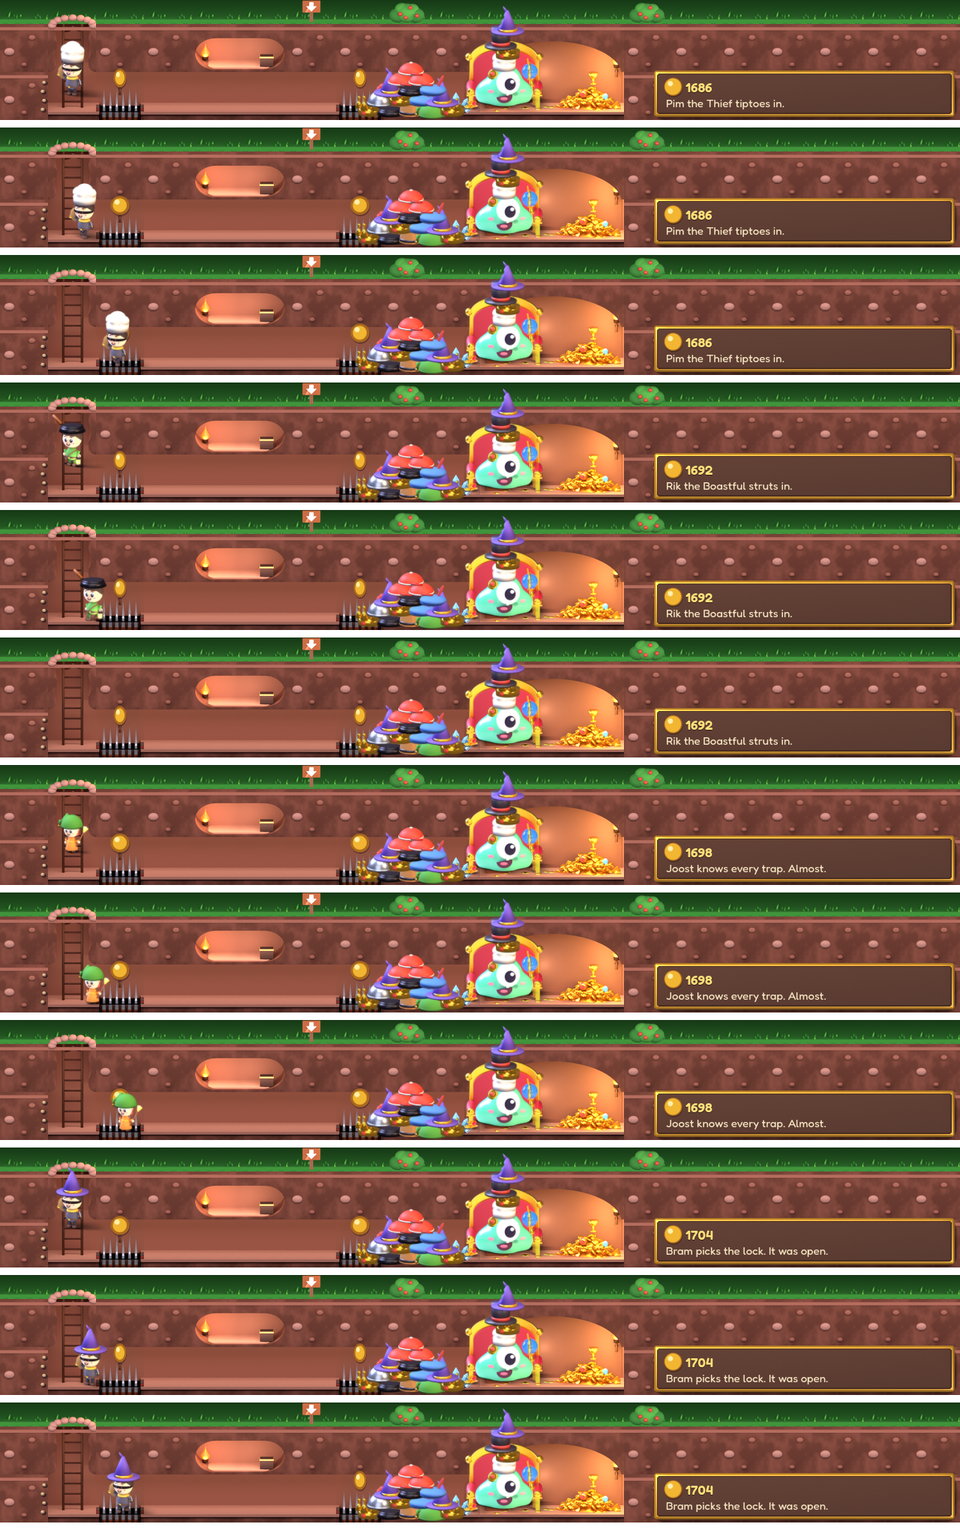 1686
Pim the Thief tiptoes in.
1686
Pim the Thief tiptoes in.
1686
Pim the Thief tiptoes in.
1692
Rik the Boastful struts in.
1692
Rik the Boastful struts in.
1692
Rik the Boastful struts in.
1698
Joost knows every trap. Almost.
1698
Joost knows every trap. Almost.
1698
Joost knows every trap. Almost.
1704
Bram picks the lock. It was open.
1704
Bram picks the lock. It was open.
1704
Bram picks the lock. It was open.